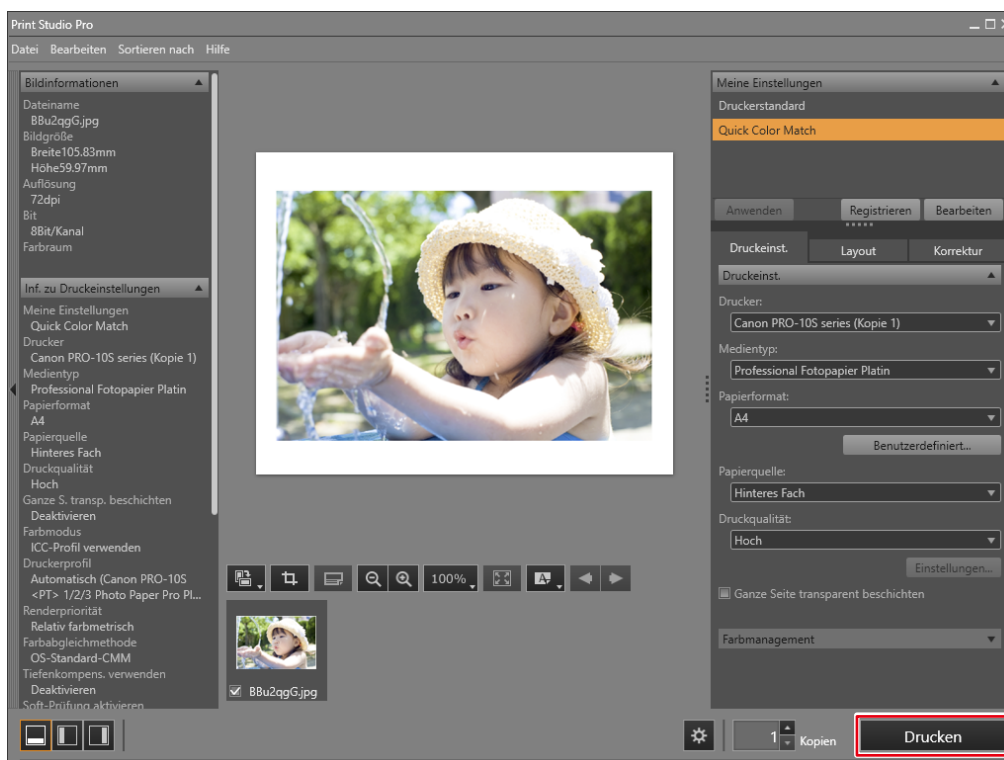 Print Studio Pro
Datei Bearbeiten Sortieren nach Hilfe
Bildinformationen
Dateiname
BBu2qgG.jpg
Bildgröße
Breite105.83mm
Höhe59.97mm
Auflösung
72dpi
Bit
8Bit/Kanal
Farbraum
Inf. zu Druckeinstellungen
Meine Einstellungen
Quick Color Match
Drucker
Canon PRO-10S series (Kopie 1)
Medientyp
Professional Fotopapier Platin
Papierformat
A4
Papierquelle
Hinteres Fach
Druckqualität
Hoch
Ganze S. transp. beschichten
Deaktivieren
Farbmodus
ICC-Profil verwenden
Druckerprofil
Automatisch (Canon PRO-10S
<PT> 1/2/3 Photo Paper Pro Pl...
Renderpriorität
Relativ farbmetrisch
Farbabgleichmethode
OS-Standard-CMM
Tiefenkompens. verwenden
Deaktivieren
Soft-Prüfung aktivieren
100%
BBu2qgG.jpg
Meine Einstellungen
Druckerstandard
Quick Color Match
Anwenden Registrieren Bearbeiten
Druckeinst. Layout Korrektur
Druckeinst.
Drucker:
Canon PRO-10S series (Kopie 1)
Medientyp:
Professional Fotopapier Platin
Papierformat:
A4
Benutzerdefiniert...
Papierquelle:
Hinteres Fach
Druckqualität:
Hoch
Einstellungen...
Ganze Seite transparent beschichten
Farbmanagement
1 Kopien
Drucken